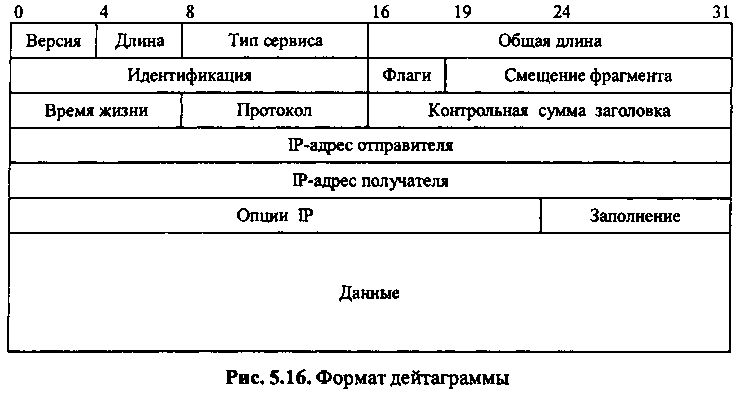 0 4 8 16 19 24 31
Версия Длина Тип сервиса Общая длина
Идентификация Флаги Смещение фрагмента
Время жизни Протокол Контрольная сумма заголовка
IP-адрес отправителя
IP-адрес получателя
Опции IP Заполнение
Данные
Рис. 5.16. Формат дейтаграммы